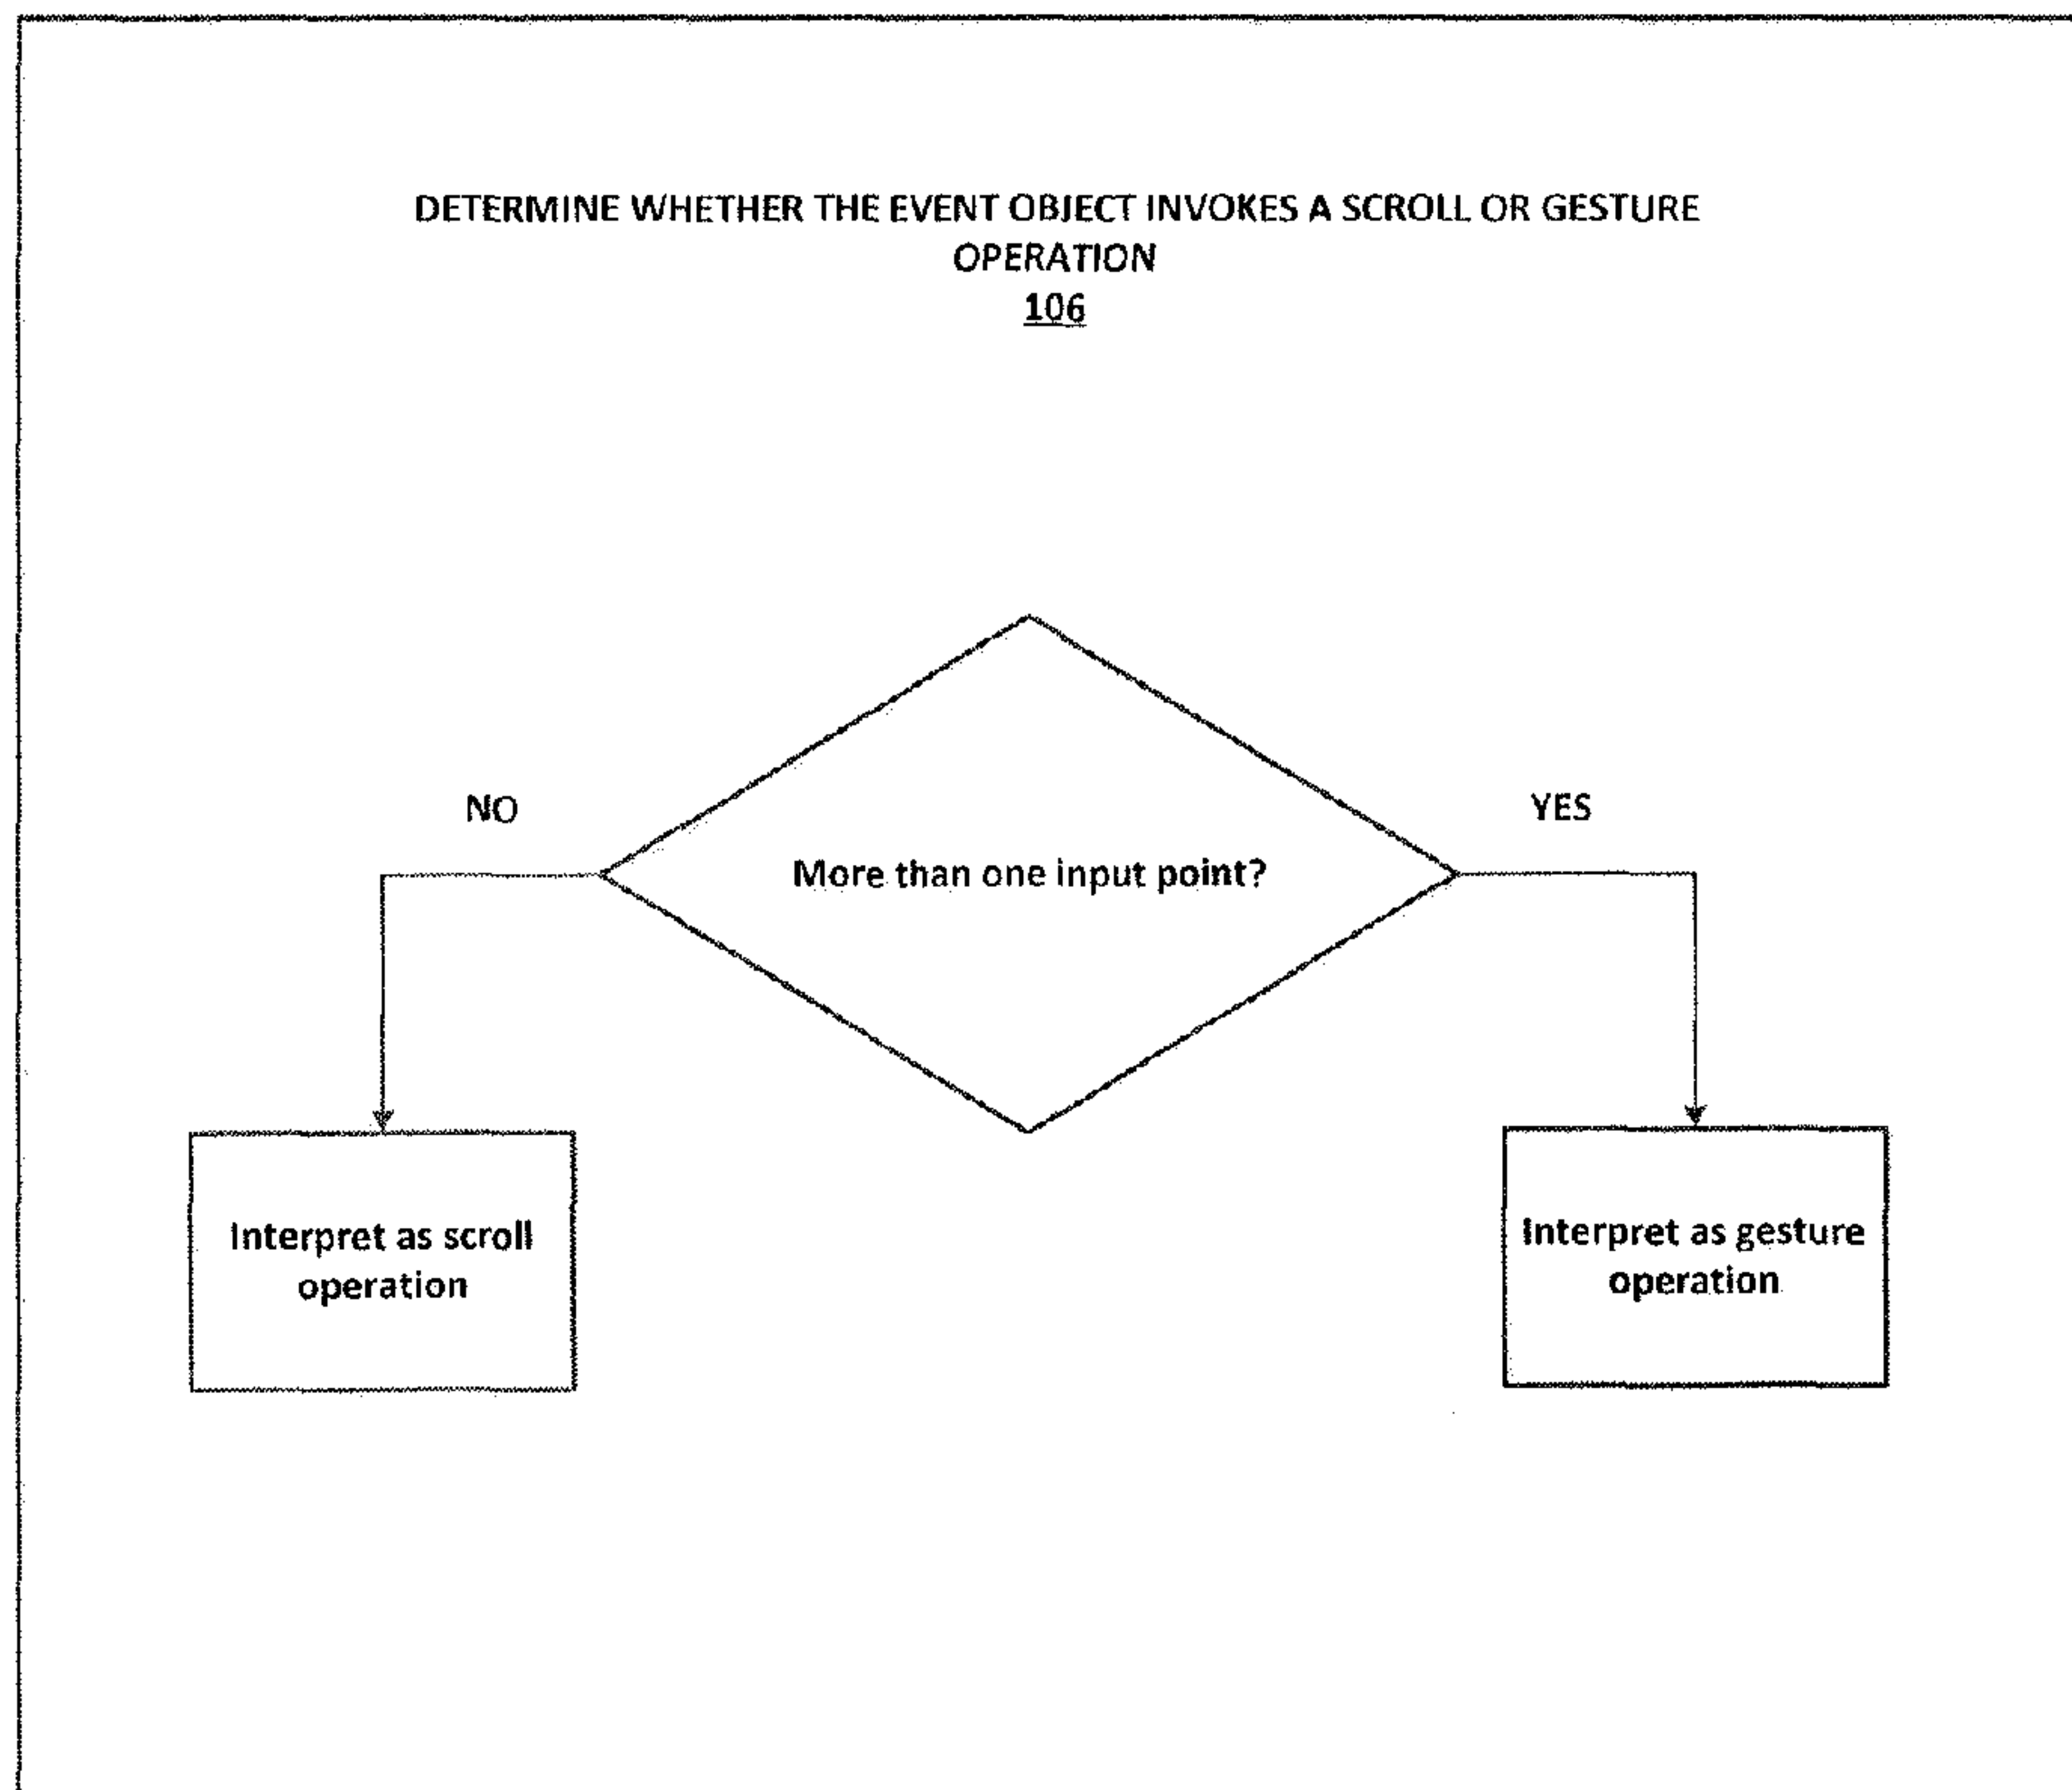 DETERMINE WHETHER THE EVENT OBJECT INVOKES A SCROLL OR GESTURE
OPERATION
106
NO
YES
More than one input point?
Interpret as scroll
operation
Interpret as gesture
operation